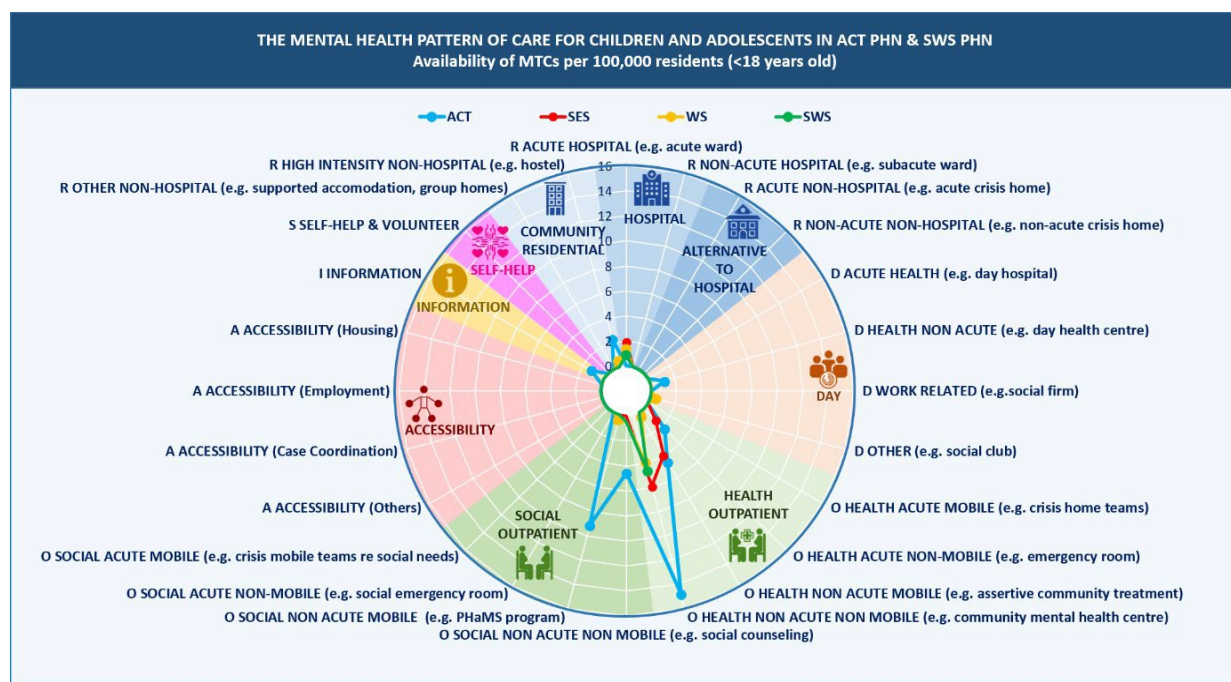 THE MENTAL HEALTH PATTERN OF CARE FOR CHILDREN AND ADOLESCENTS IN ACT PHN & SWS PHN
Availability of MTCs per 100,000 residents (<18 years old)
ACT
SES
WS
SWS
R ACUTE HOSPITAL (e.g. acute ward)
R HIGH INTENSITY NON-HOSPITAL (e.g. hostel)
R NON-ACUTE HOSPITAL (e.g. subacute ward)
R OTHER NON-HOSPITAL (e.g. supported accomodation, group homes)
R ACUTE NON-HOSPITAL (e.g. acute crisis home)
S SELF-HELP & VOLUNTEER
R NON-ACUTE NON-HOSPITAL (e.g. non-acute crisis home)
I INFORMATION
D ACUTE HEALTH (e.g. day hospital)
A ACCESSIBILITY (Housing)
D HEALTH NON ACUTE (e.g. day health centre)
A ACCESSIBILITY (Employment)
D WORK RELATED (e.g.social firm)
A ACCESSIBILITY (Case Coordination)
D OTHER (e.g. social club)
A ACCESSIBILITY (Others)
O HEALTH ACUTE MOBILE (e.g. crisis home teams)
O SOCIAL ACUTE MOBILE (e.g. crisis mobile teams re social needs)
O HEALTH ACUTE NON-MOBILE (e.g. emergency room)
O SOCIAL ACUTE NON-MOBILE (e.g. social emergency room)
O HEALTH NON ACUTE MOBILE (e.g. assertive community treatment)
O SOCIAL NON ACUTE MOBILE (e.g. PHaMS program)
O HEALTH NON ACUTE NON MOBILE (e.g. community mental health centre)
O SOCIAL NON ACUTE NON MOBILE (e.g. social counseling)
16
14
12
10
8
6
4
2
0
HOSPITAL
COMMUNITY
RESIDENTIAL
ALTERNATIVE
TO
HOSPITAL
SELF-HELP
INFORMATION
DAY
ACCESSIBILITY
HEALTH
OUTPATIENT
SOCIAL
OUTPATIENT